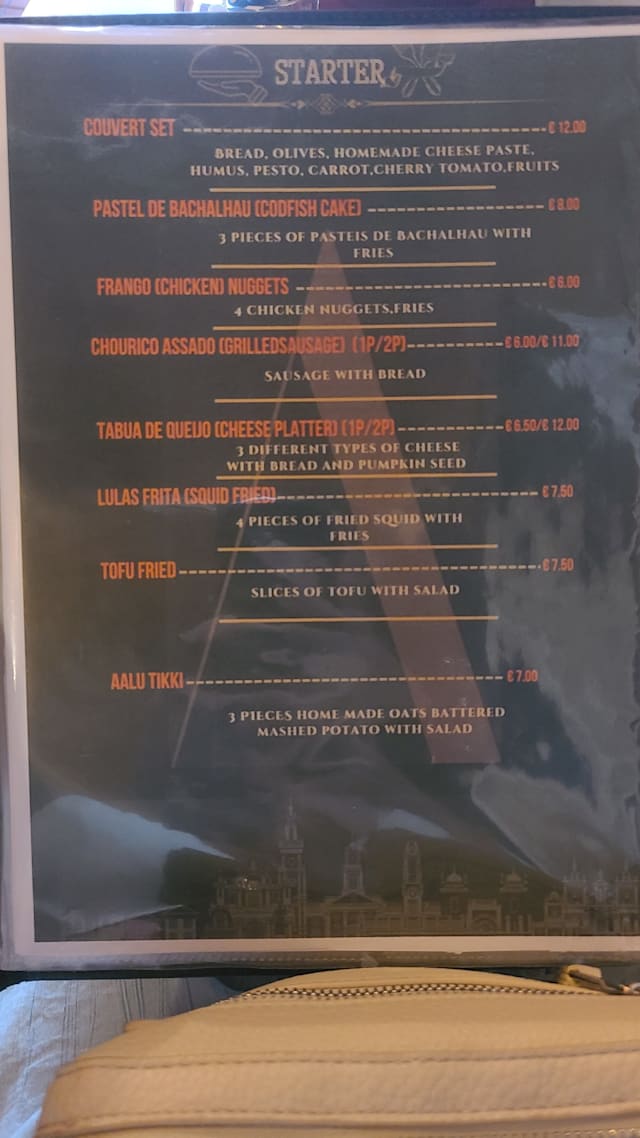 STARTER
COUVERT SET ---------------------------------------------- € 12.00
BREAD, OLIVES, HOMEMADE CHEESE PASTE,
HUMUS, PESTO, CARROT,CHERRY TOMATO,FRUITS
PASTEL DE BACHALHAU (CODFISH CAKE) ---------------------- € 8.00
3 PIECES OF PASTEIS DE BACHALHAU WITH
FRIES
FRANGO (CHICKEN) NUGGETS ------------------------------- € 6.00
4 CHICKEN NUGGETS,FRIES
CHOURICO ASSADO (GRILLEDSAUSAGE) (1P/2P)------------ € 6.00/€ 11.00
SAUSAGE WITH BREAD
TABUA DE QUEIJO (CHEESE PLATTER) (1P/2P)------------- € 6.50/€ 12.00
3 DIFFERENT TYPES OF CHEESE
WITH BREAD AND PUMPKIN SEED
LULAS FRITA (SQUID FRIED)-------------------------------- € 7.50
4 PIECES OF FRIED SQUID WITH
FRIES
TOFU FRIED --------------------------------------------- € 7.50
SLICES OF TOFU WITH SALAD
AALU TIKKI--------------------------------------- € 7.00
3 PIECES HOME MADE OATS BATTERED
MASHED POTATO WITH SALAD